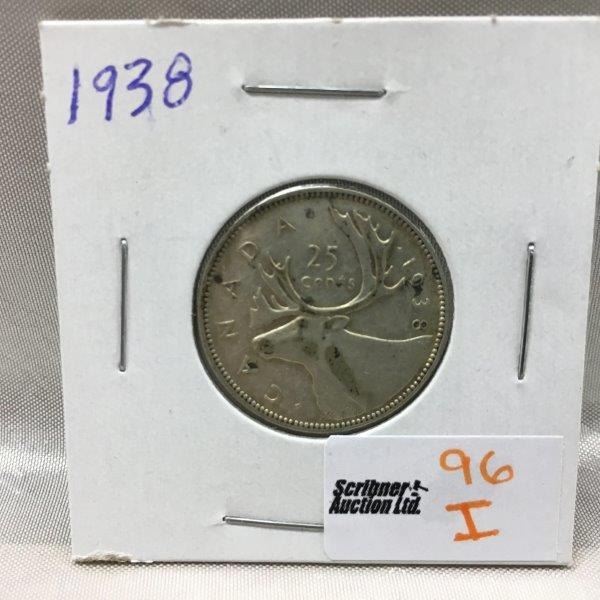 1938
CANADA
25
CENTS
1938
Scribner
Auction Ltd.
96
I